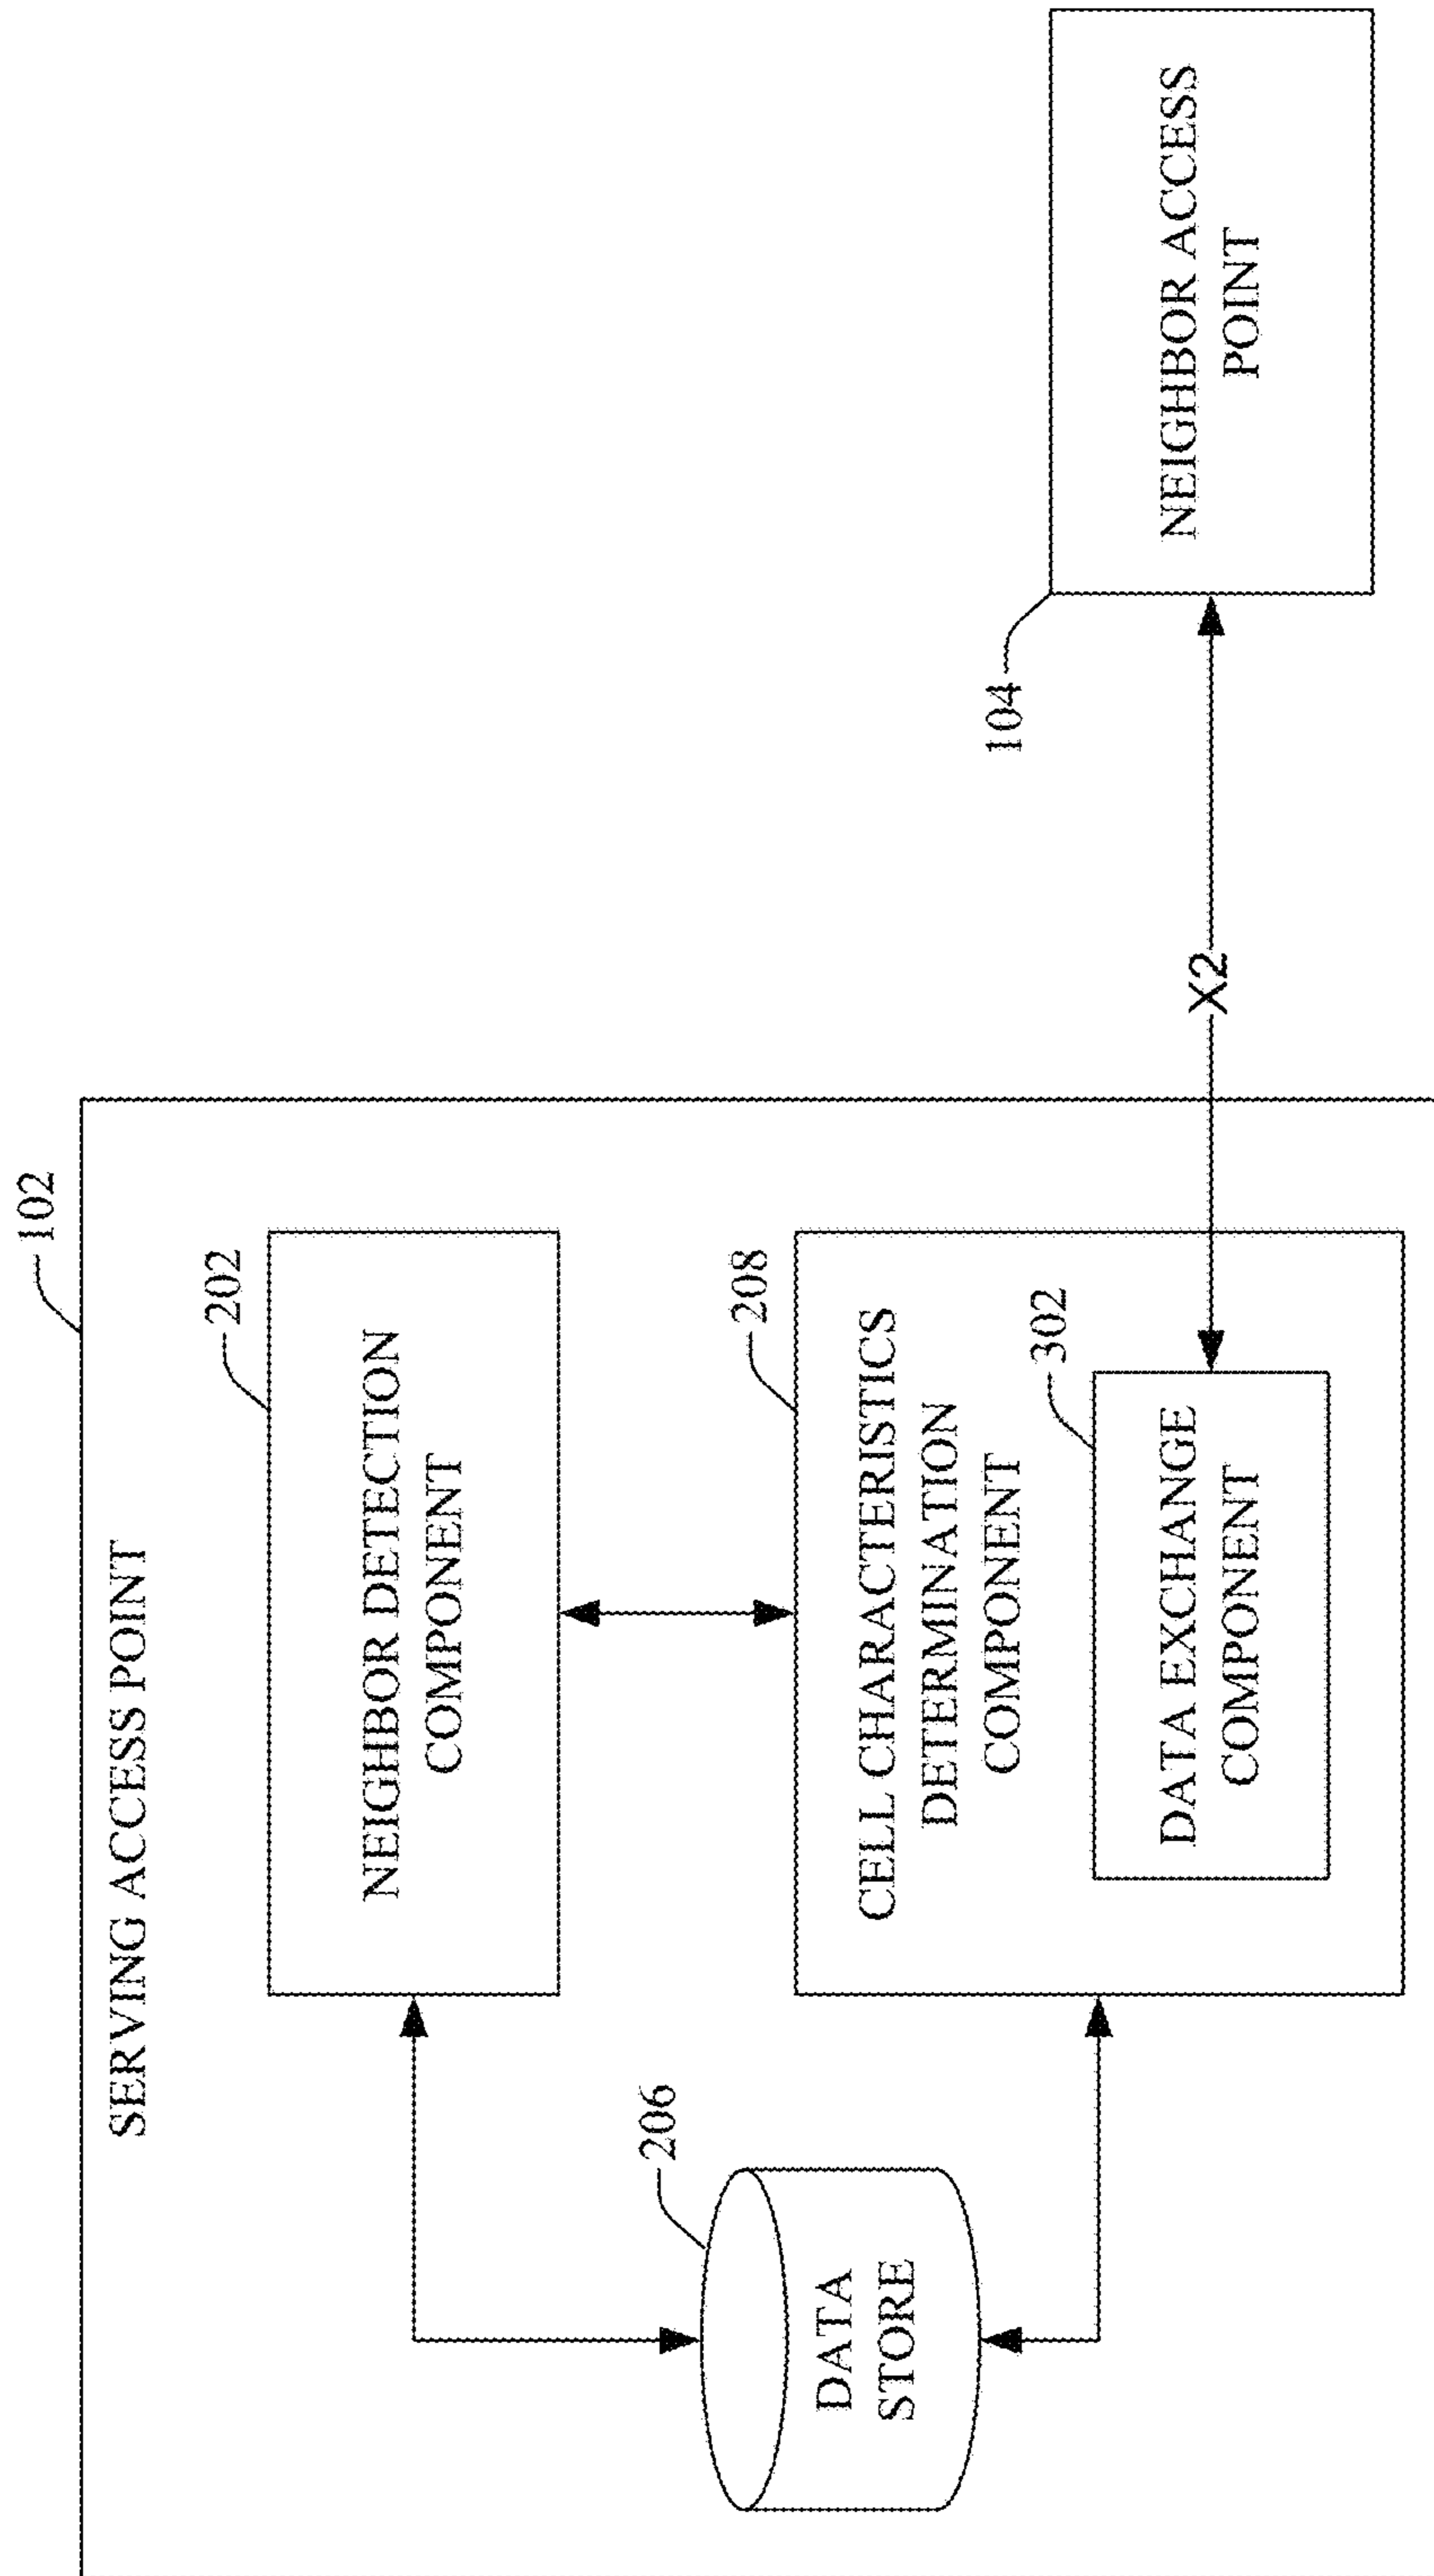 102
SERVING ACCESS POINT
202
NEIGHBOR DETECTION
COMPONENT
206
DATA
STORE
208
CELL CHARACTERISTICS
DETERMINATION
COMPONENT
302
DATA EXCHANGE
COMPONENT
X2
104
NEIGHBOR ACCESS
POINT